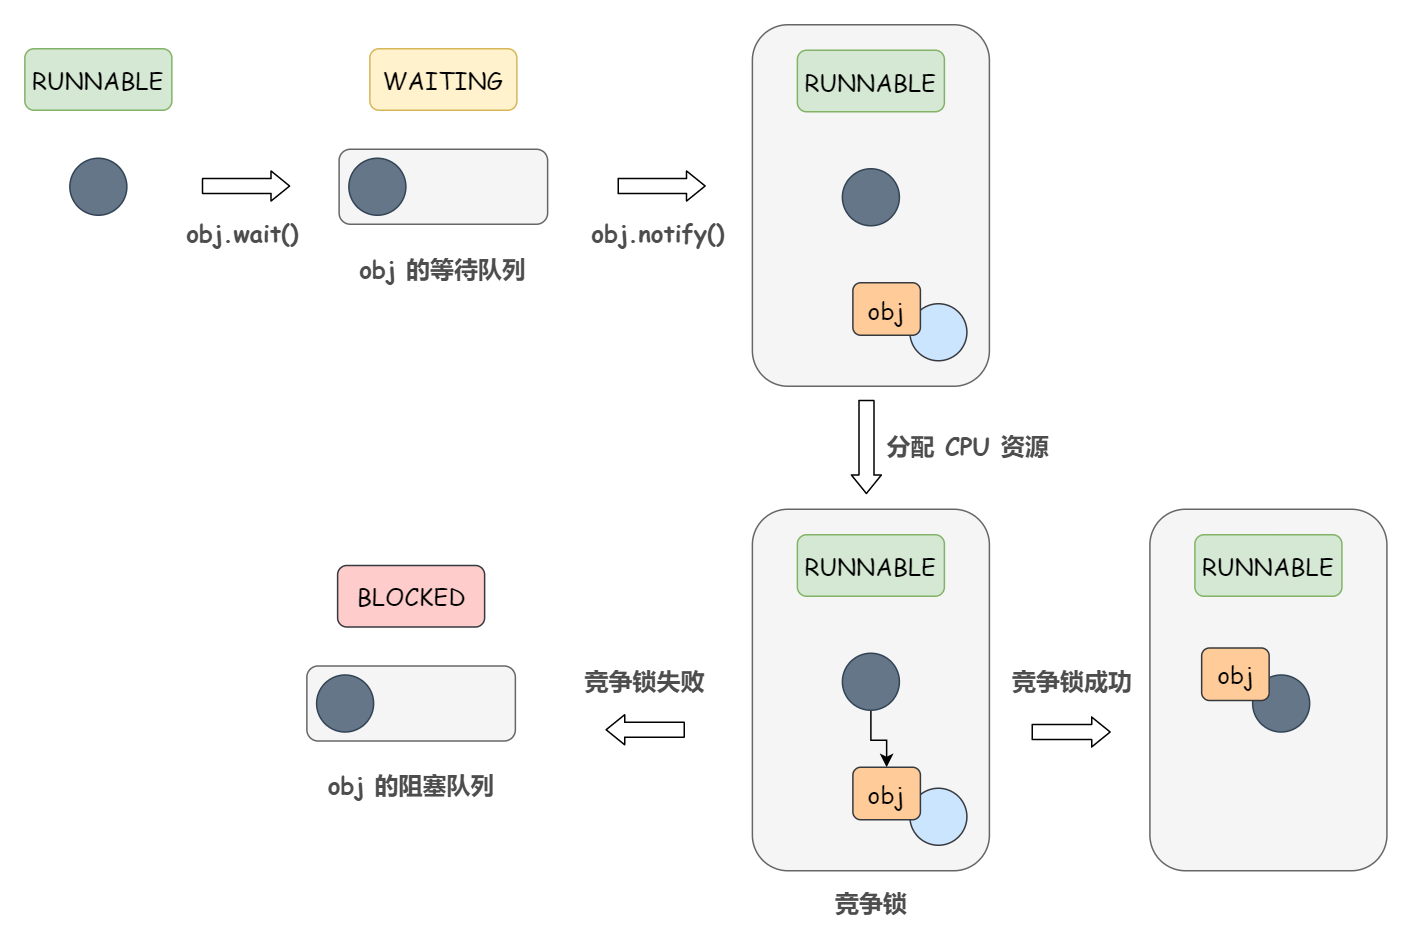 RUNNABLE
WAITING
RUNNABLE
obj.wait()
obj.notify()
obj 的等待队列
obj
分配 CPU 资源
BLOCKED
RUNNABLE
RUNNABLE
竞争锁失败
竞争锁成功
obj
obj 的阻塞队列
obj
竞争锁